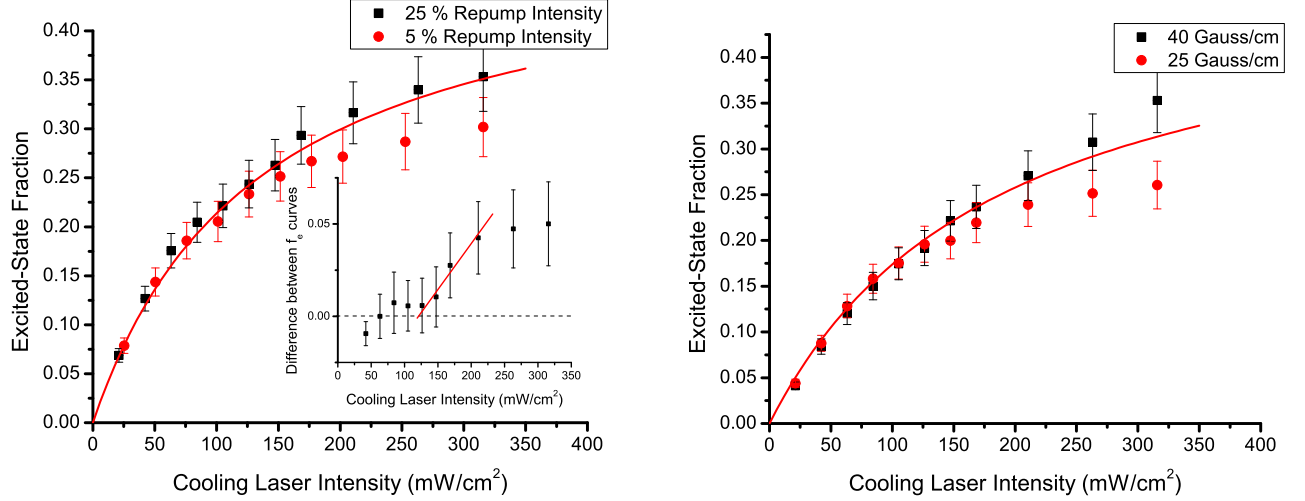 25 % Repump Intensity
5 % Repump Intensity
0.40
0.35
0.30
0.25
0.20
0.15
0.10
0.05
0.00
Excited-State Fraction
0 50 100 150 200 250 300 350 400
Cooling Laser Intensity (mW/cm²)
0.05
0.00
Difference between fₑ curves
0 50 100 150 200 250 300 350
Cooling Laser Intensity (mW/cm²)
40 Gauss/cm
25 Gauss/cm
0.40
0.35
0.30
0.25
0.20
0.15
0.10
0.05
0.00
Excited-State Fraction
0 50 100 150 200 250 300 350 400
Cooling Laser Intensity (mW/cm²)